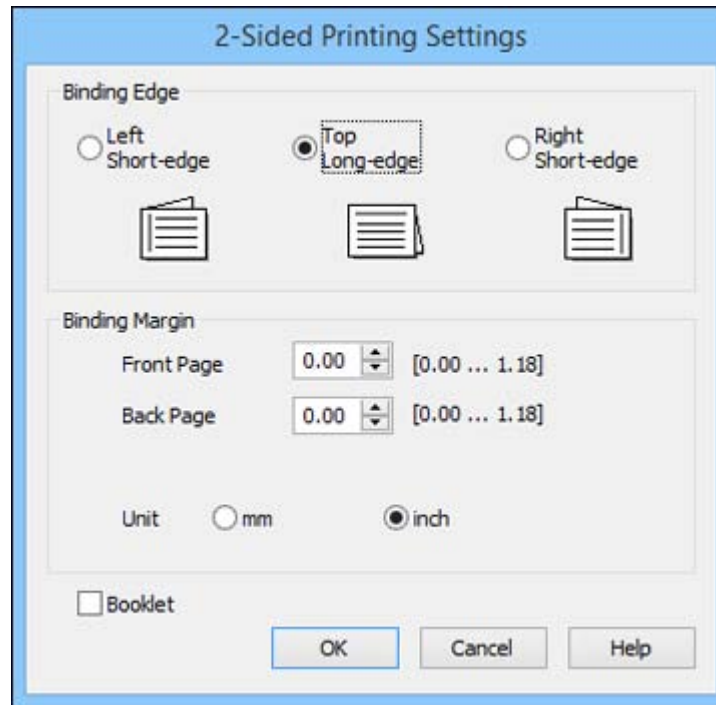 2-Sided Printing Settings
Binding Edge
Left
Short-edge
Top
Long-edge
Right
Short-edge
Binding Margin
Front Page 0.00 [0.00 ... 1.18]
Back Page 0.00 [0.00 ... 1.18]
Unit mm inch
Booklet
OK Cancel Help